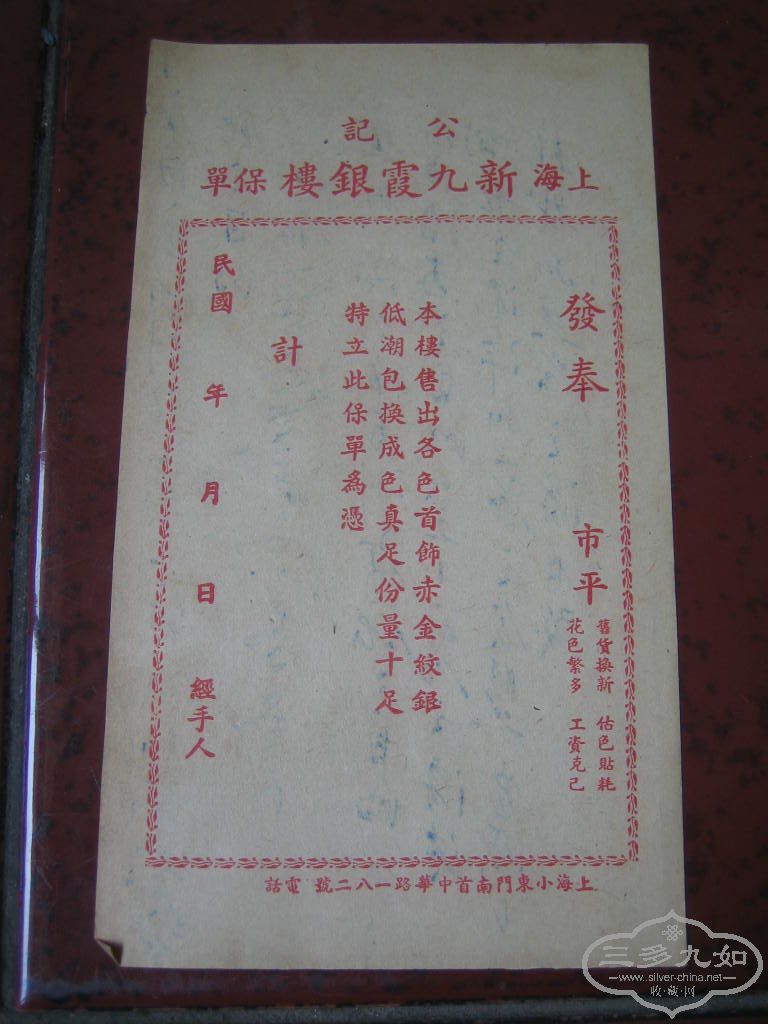 公記
上海新九霞銀樓保單
發奉
市平
舊貨換新 估色貼耗
花色繁多 工資克己
本樓售出各色首飾赤金紋銀
低潮包換成色真足份量十足
特立此保單為憑
計
民國 年 月 日 經手人
上海小東門南首中華路一八二號 電話
三多九如
www.silver-china.net
收·藏·网